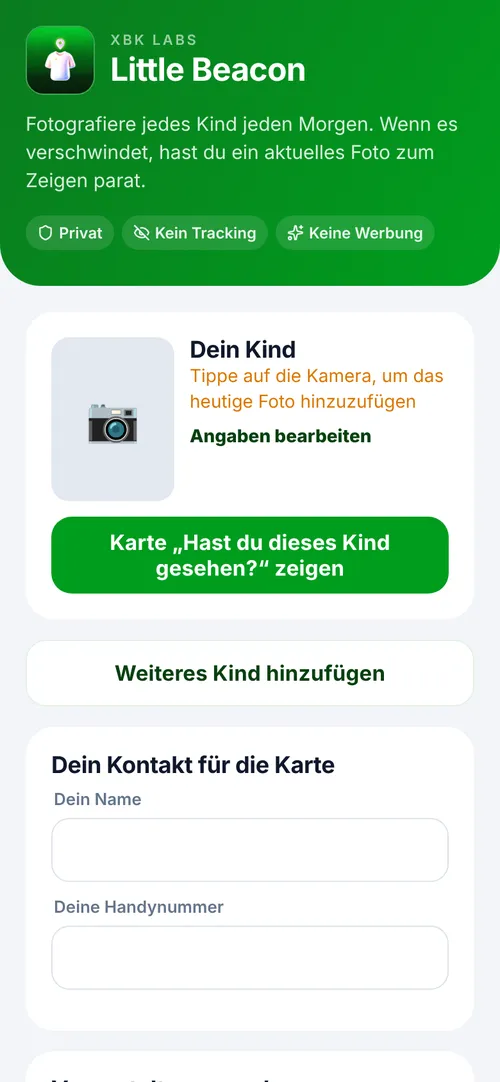 XBK LABS
Little Beacon
Fotografiere jedes Kind jeden Morgen. Wenn es
verschwindet, hast du ein aktuelles Foto zum
Zeigen parat.
Privat
Kein Tracking
Keine Werbung
Dein Kind
Tippe auf die Kamera, um das
heutige Foto hinzuzufügen
Angaben bearbeiten
Karte „Hast du dieses Kind
gesehen?“ zeigen
Weiteres Kind hinzufügen
Dein Kontakt für die Karte
Dein Name
Deine Handynummer